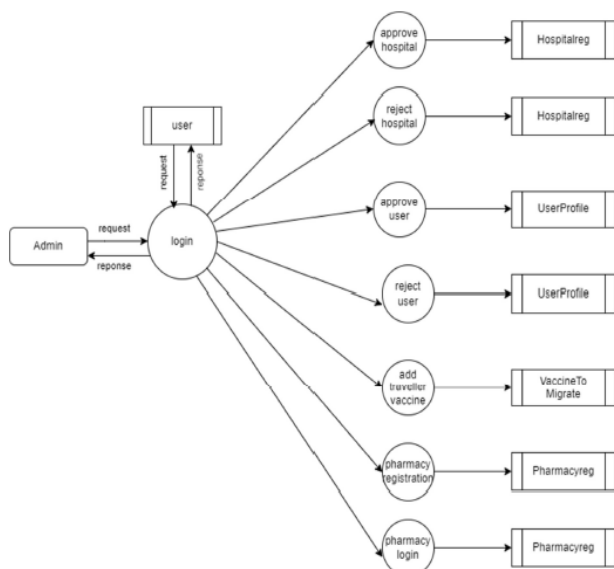 approve
hospital
Hospitalreg
reject
hospital
Hospitalreg
user
request
reponse
approve
user
UserProfile
Admin
request
reponse
login
reject
user
UserProfile
add
traveller
vaccine
VaccineTo
Migrate
pharmacy
registration
Pharmacyreg
pharmacy
login
Pharmacyreg